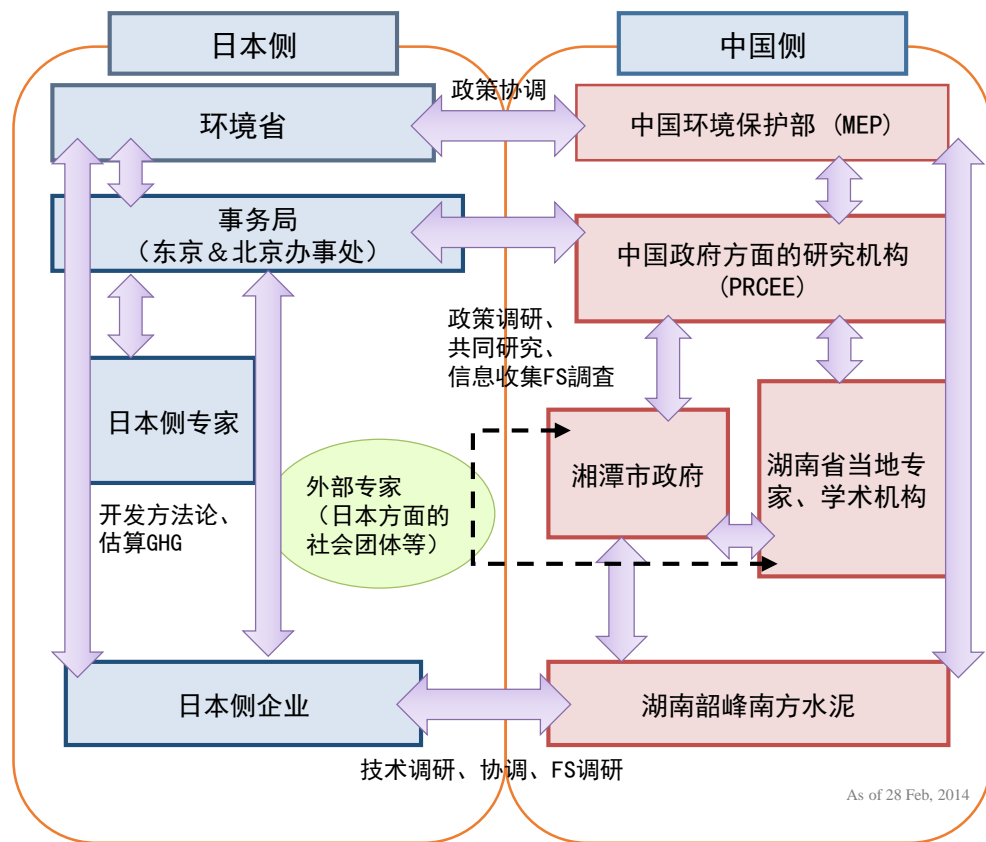 日本侧
中国侧
政策协调
环境省
中国环境保护部 (MEP)
事务局
（东京＆北京办事处）
中国政府方面的研究机构
(PRCEE)
政策调研、
共同研究、
信息收集FS調査
日本侧专家
外部专家
（日本方面的
社会团体等）
湘潭市政府
湖南省当地专
家、学术机构
开发方法论、
估算GHG
日本侧企业
湖南韶峰南方水泥
技术调研、协调、FS调研
As of 28 Feb, 2014